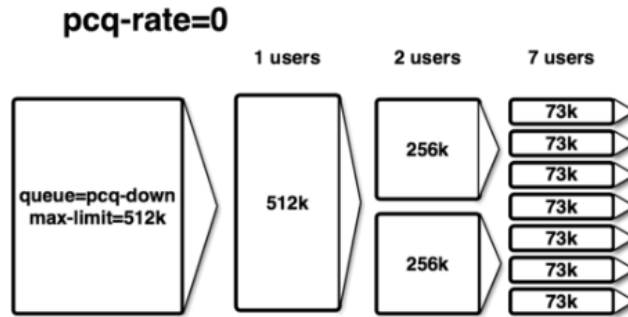 pcq-rate=0
1 users
2 users
7 users
queue=pcq-down
max-limit=512k
512k
256k
256k
73k
73k
73k
73k
73k
73k
73k